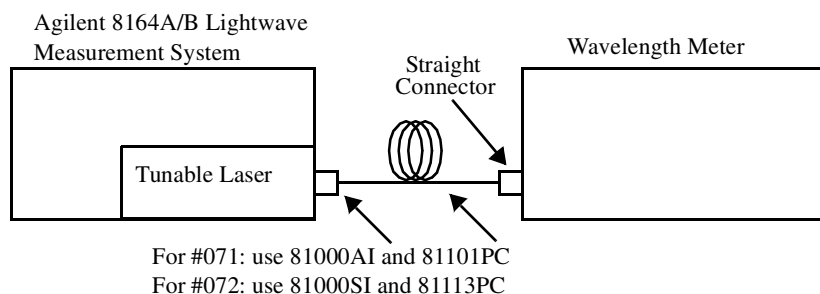 Agilent 8164A/B Lightwave
Measurement System
Wavelength Meter
Straight
Connector
Tunable Laser
For #071: use 81000AI and 81101PC
For #072: use 81000SI and 81113PC